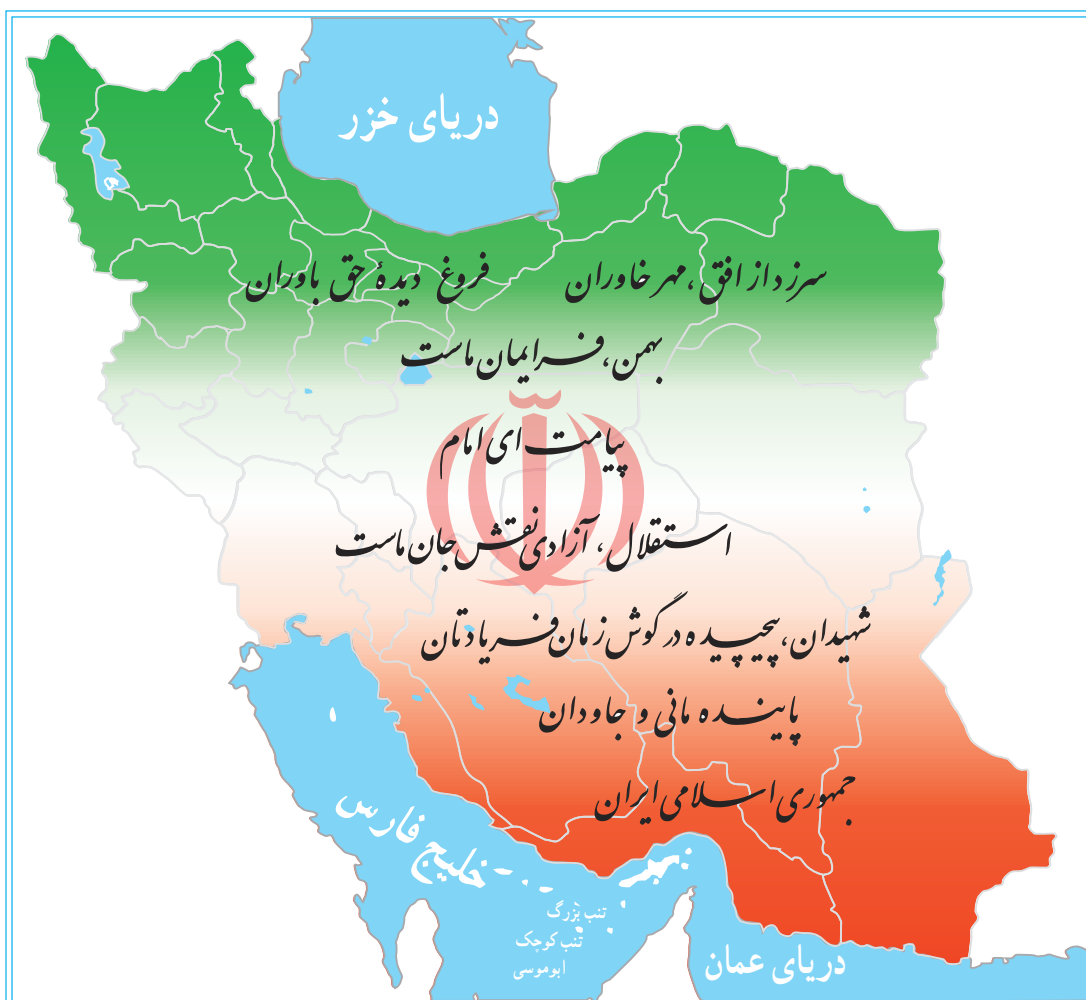 دریای خزر
سرزد از افق، مهر خاوران فروغ دیدهٔ حق باوران
بهمن، فر ایمان ماست
پیامت ای امام
استقلال، آزادی نقش جان ماست
شهیدان، پیچیده در گوش زمان فریادتان
پاینده مانی و جاودان
جمهوری اسلامی ایران
خلیج فارس
تنب بزرگ
تنب کوچک
ابوموسی
دریای عمان